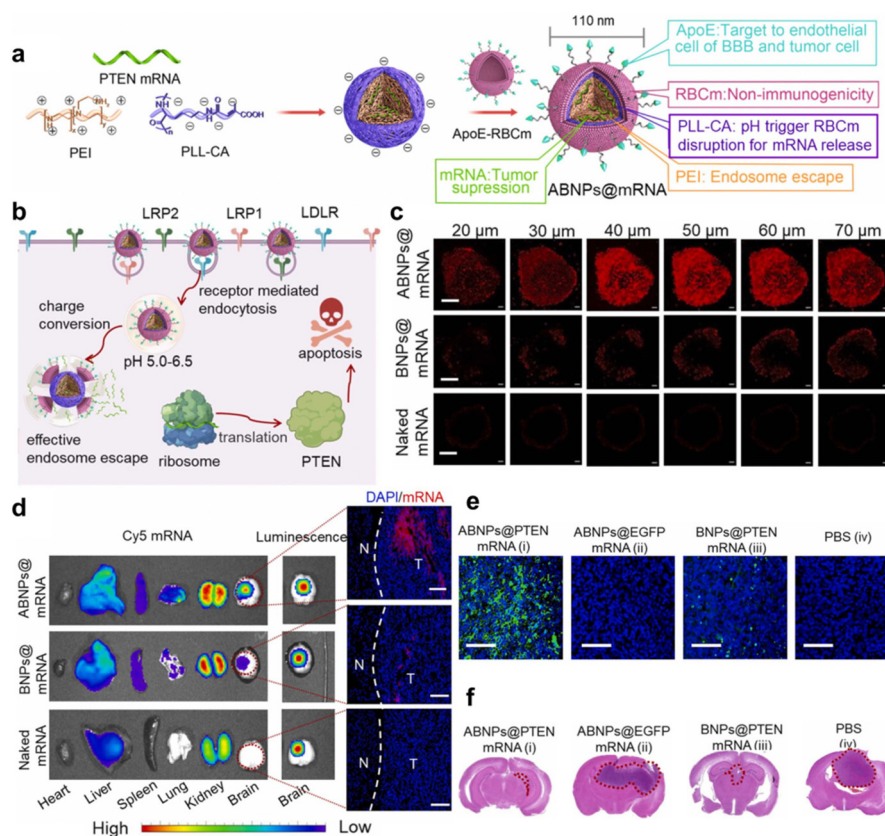 a
PTEN mRNA
PEI
PLL-CA
NH₂
n
COOH
ApoE-RBCm
110 nm
ABNPs@mRNA
ApoE:Target to endothelial
cell of BBB and tumor cell
RBCm:Non-immunogenicity
PLL-CA: pH trigger RBCm
disruption for mRNA release
PEI: Endosome escape
mRNA:Tumor
supression
b
LRP2
LRP1
LDLR
receptor mediated
endocytosis
charge
conversion
pH 5.0-6.5
effective
endosome escape
ribosome
translation
PTEN
apoptosis
c
20 μm
30 μm
40 μm
50 μm
60 μm
70 μm
ABNPs@
mRNA
BNPs@
mRNA
Naked
mRNA
d
Cy5 mRNA
Luminescence
DAPI/mRNA
ABNPs@
mRNA
BNPs@
mRNA
Naked
mRNA
N
T
N
T
N
T
Heart
Liver
Spleen
Lung
Kidney
Brain
Brain
High
Low
e
ABNPs@PTEN
mRNA (i)
ABNPs@EGFP
mRNA (ii)
BNPs@PTEN
mRNA (iii)
PBS (iv)
f
ABNPs@PTEN
mRNA (i)
ABNPs@EGFP
mRNA (ii)
BNPs@PTEN
mRNA (iii)
PBS
(iv)